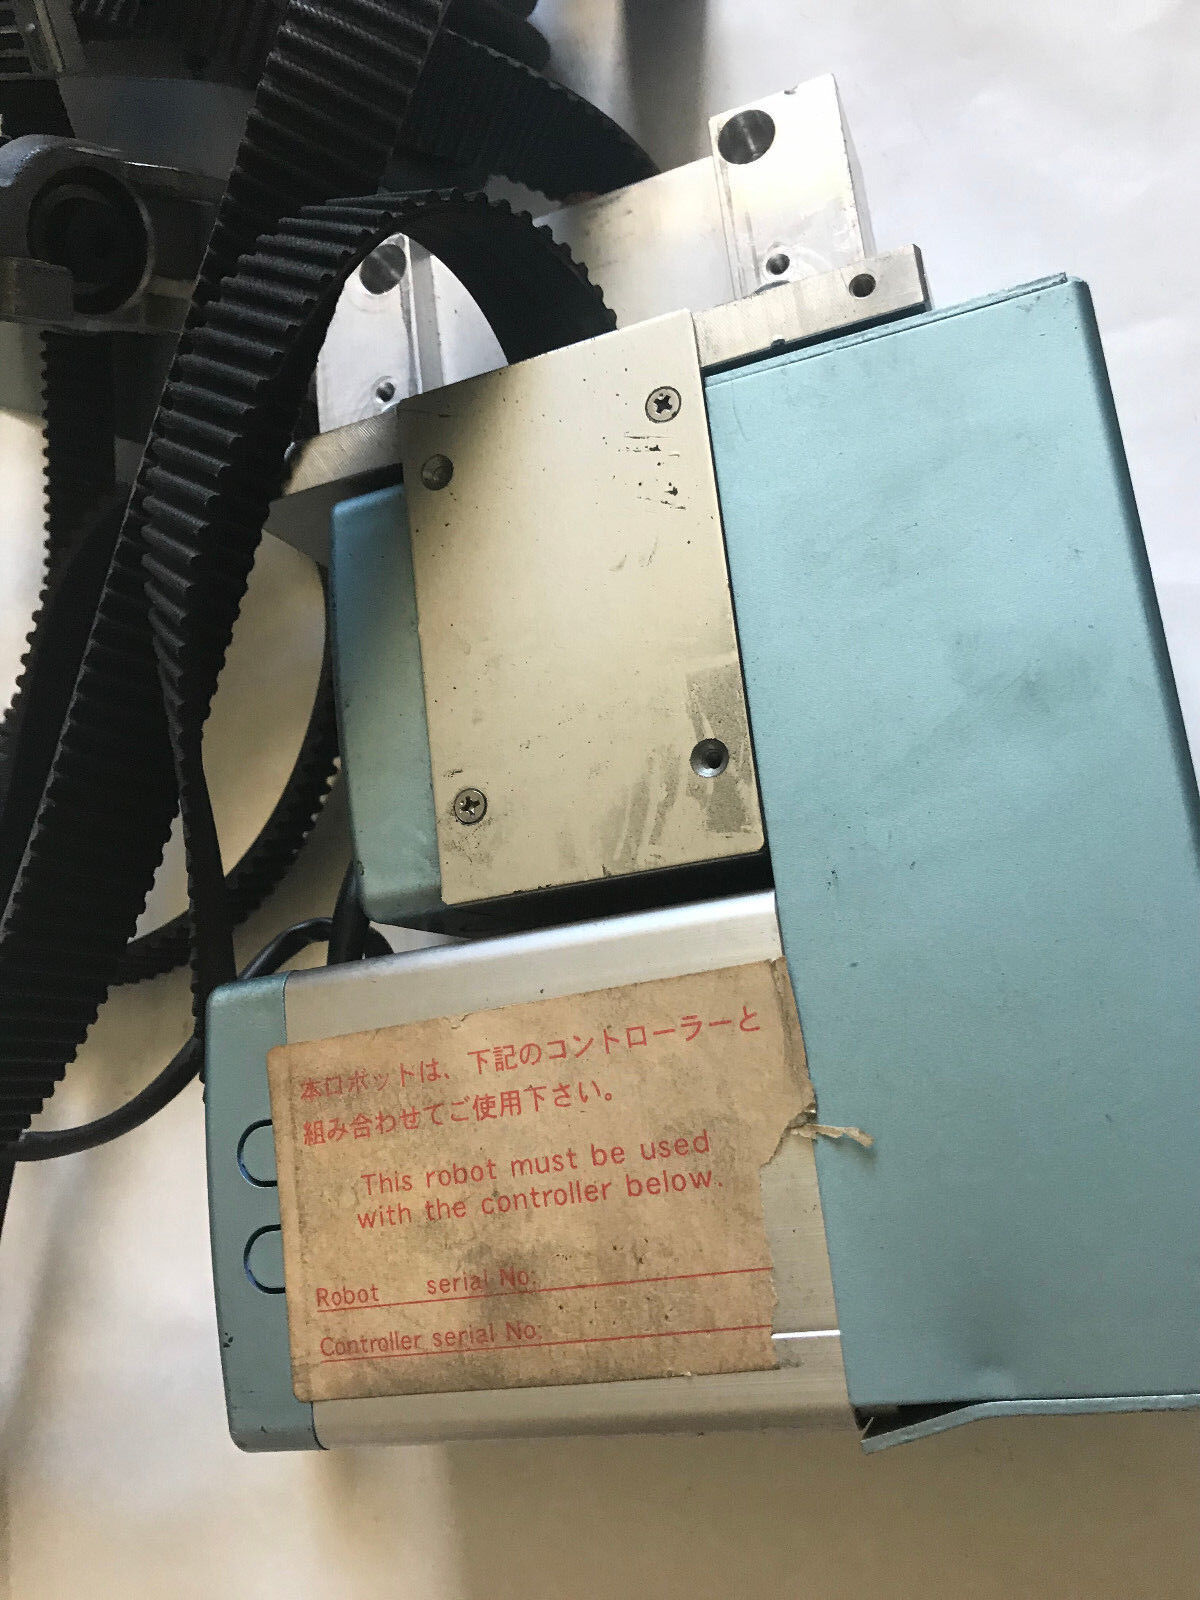 本ロボットは、下記のコントローラーと
組み合わせてご使用下さい。
This robot must be used
with the controller below.
Robot serial No:
Controller serial No: